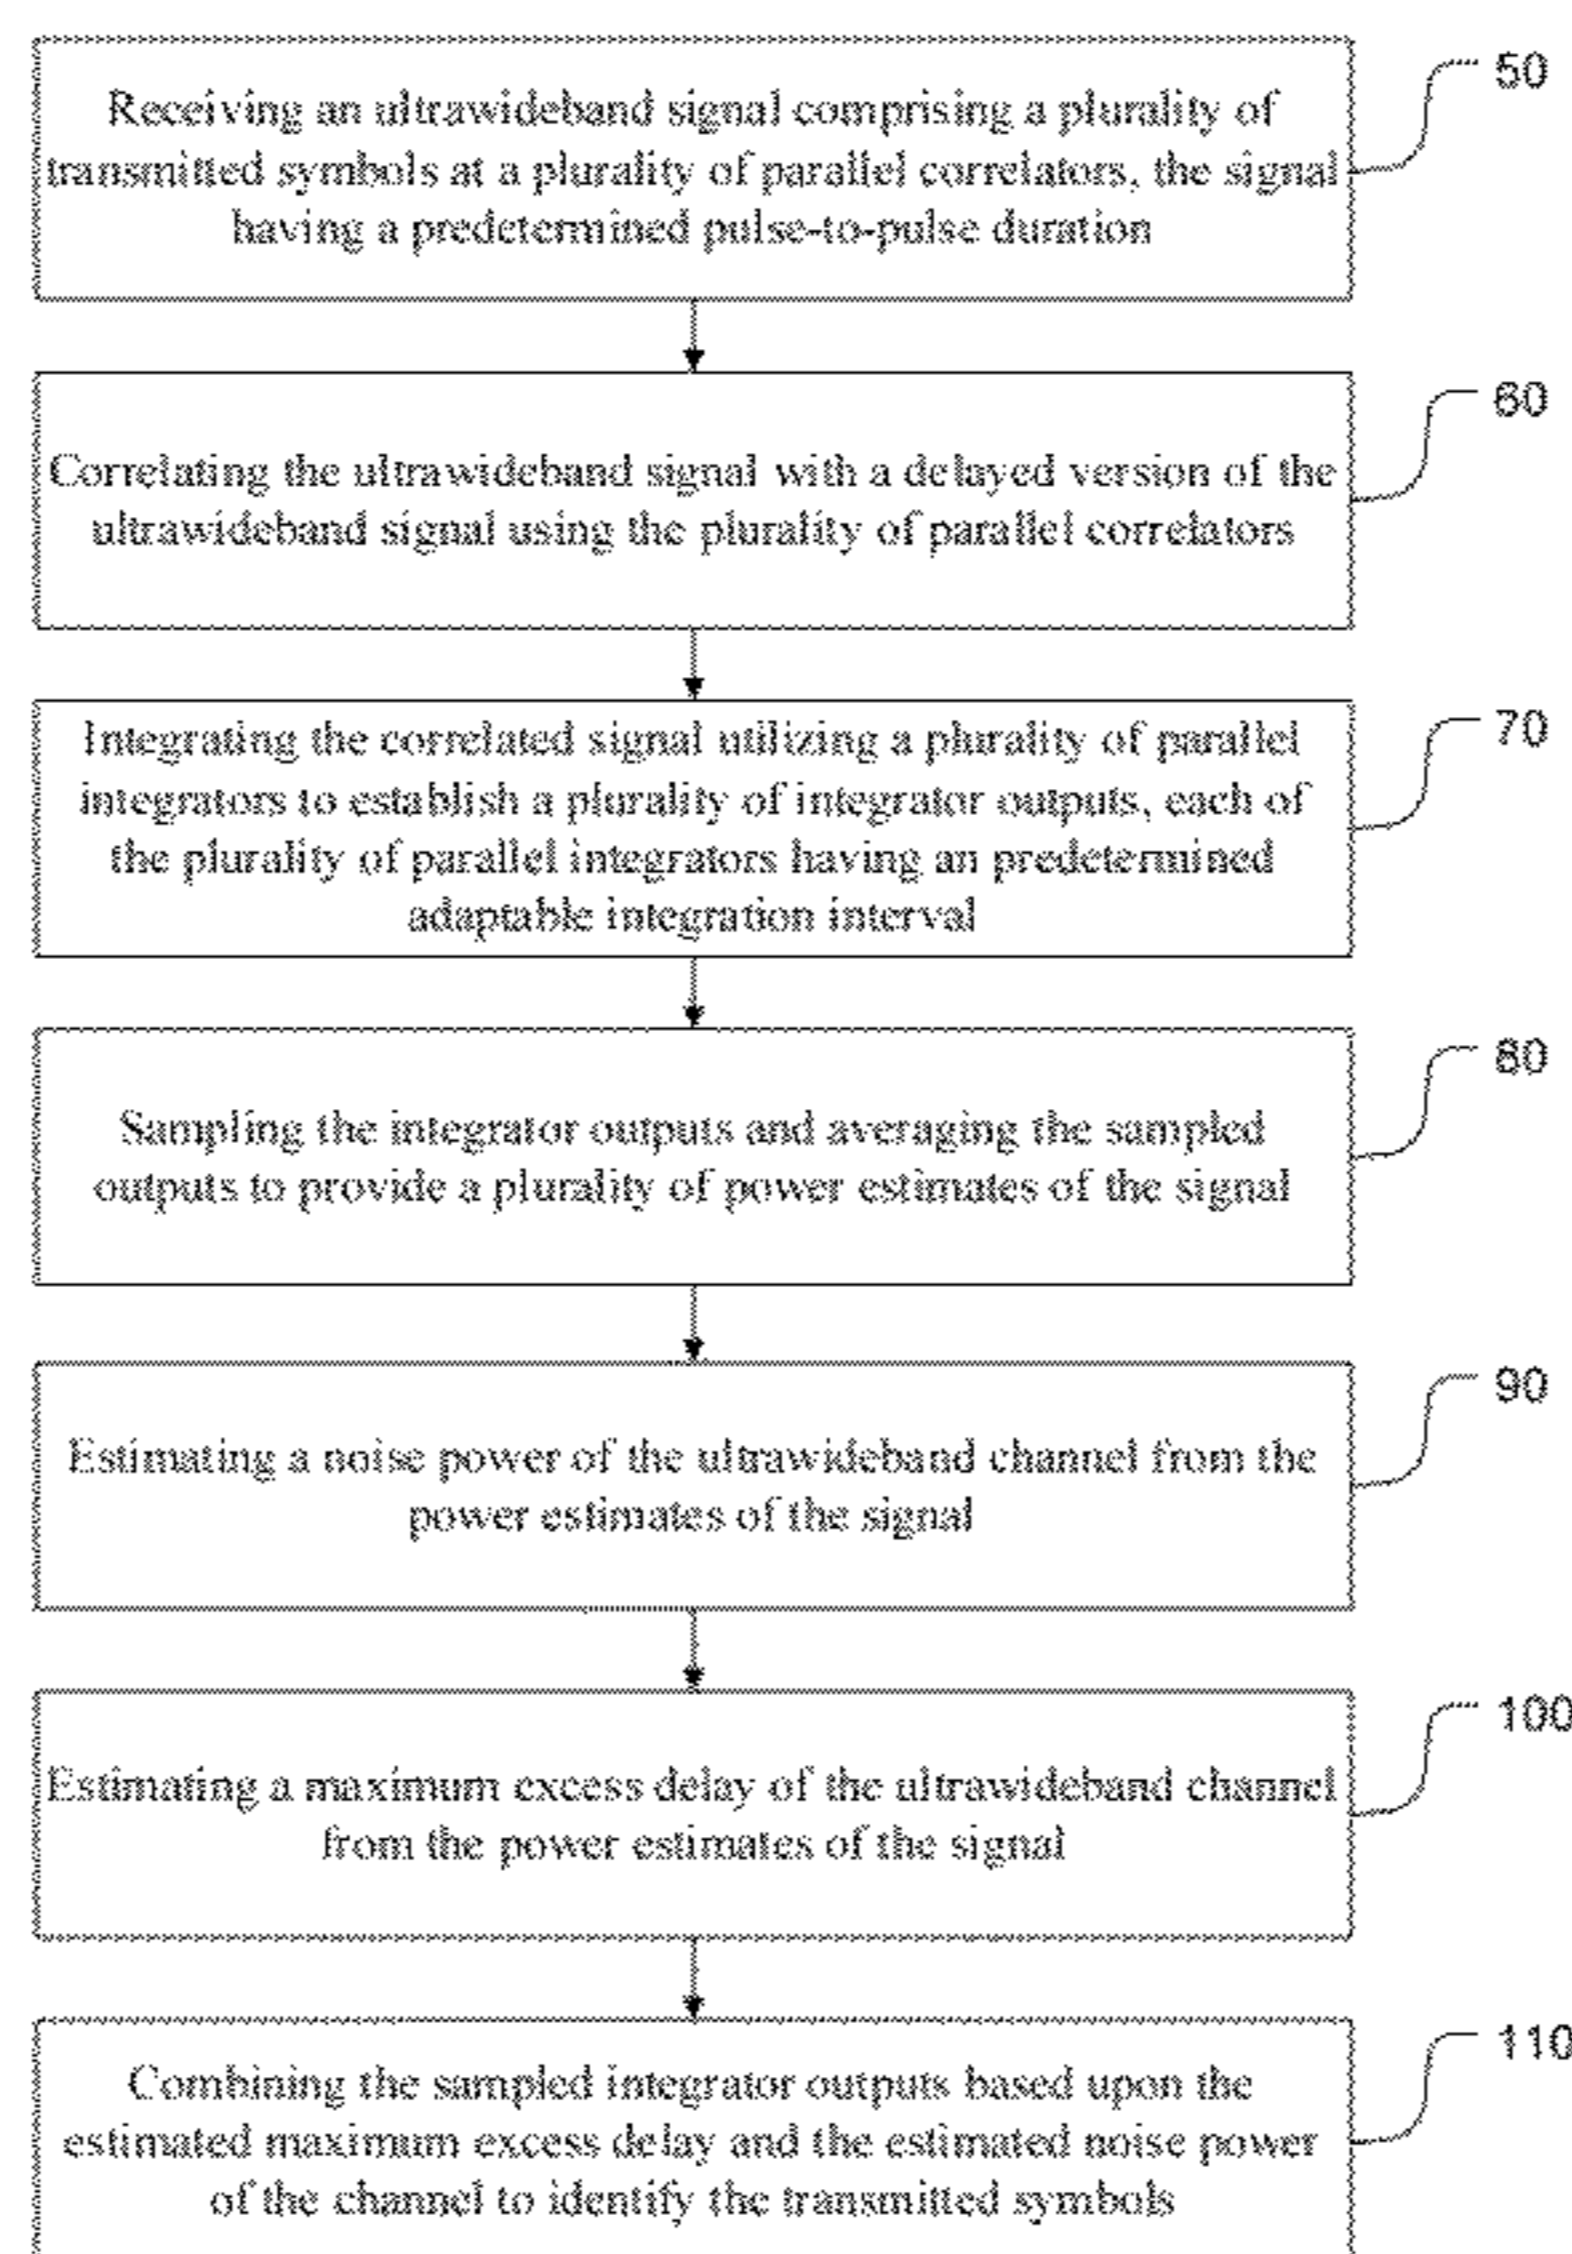 Receiving an ultrawideband signal comprising a plurality of
transmitted symbols at a plurality of parallel correlators, the signal
having a predetermined pulse-to-pulse duration
50
Correlating the ultrawideband signal with a delayed version of the
ultrawideband signal using the plurality of parallel correlators
60
Integrating the correlated signal utilizing a plurality of parallel
integrators to establish a plurality of integrator outputs, each of
the plurality of parallel integrators having an predetermined
adaptable integration interval
70
Sampling the integrator outputs and averaging the sampled
outputs to provide a plurality of power estimates of the signal
80
Estimating a noise power of the ultrawideband channel from the
power estimates of the signal
90
Estimating a maximum excess delay of the ultrawideband channel
from the power estimates of the signal
100
Combining the sampled integrator outputs based upon the
estimated maximum excess delay and the estimated noise power
of the channel to identify the transmitted symbols
110